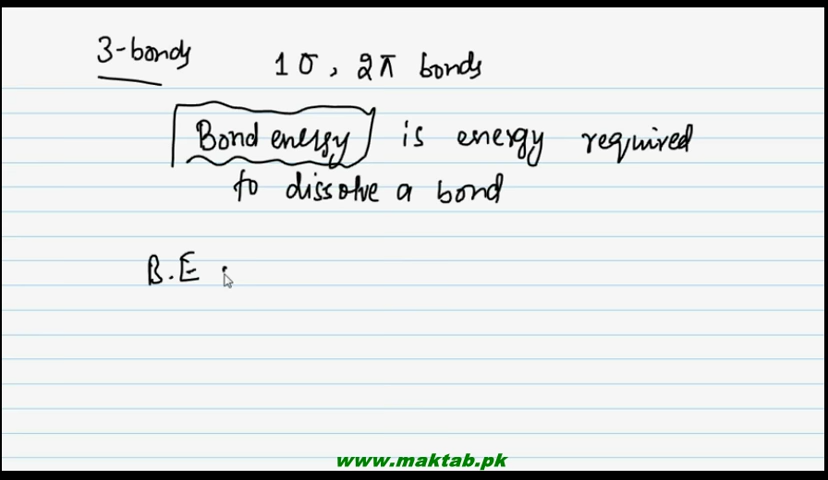 3-bonds 1σ, 2π bonds
Bond energy is energy required
to dissolve a bond
B.E :
www.maktab.pk